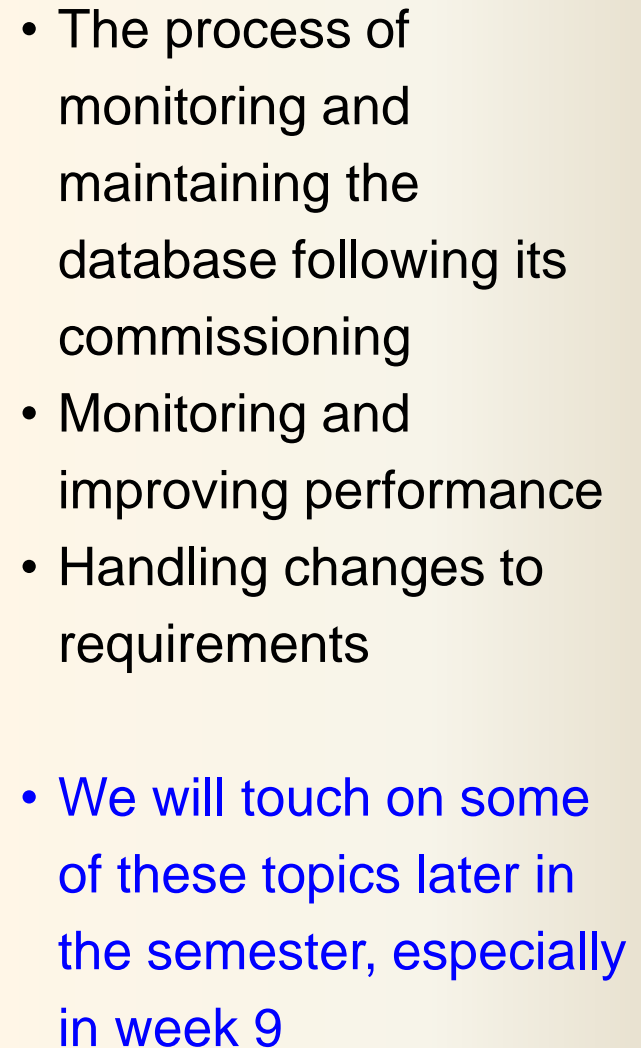 • The process of
monitoring and
maintaining the
database following its
commissioning
• Monitoring and
improving performance
• Handling changes to
requirements
• We will touch on some
of these topics later in
the semester, especially
in week 9